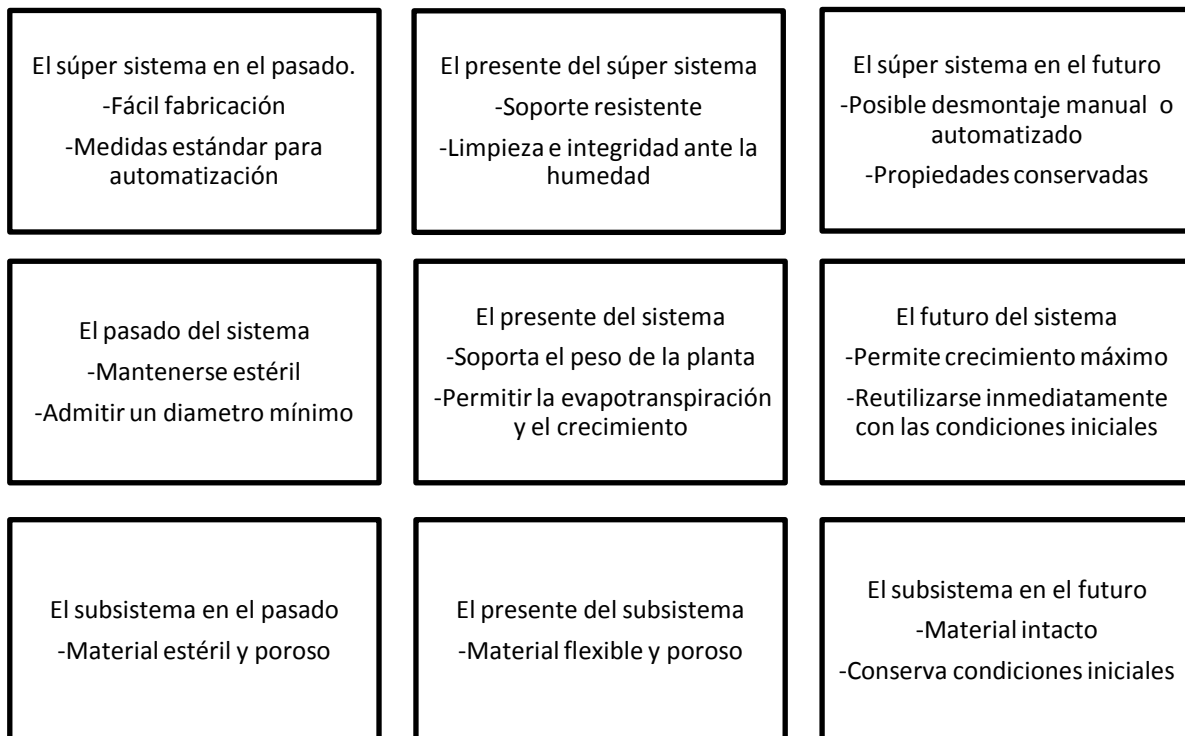 El súper sistema en el pasado.
-Fácil fabricación
-Medidas estándar para
automatización
El presente del súper sistema
-Soporte resistente
-Limpieza e integridad ante la
humedad
El súper sistema en el futuro
-Posible desmontaje manual o
automatizado
-Propiedades conservadas
El pasado del sistema
-Mantenerse estéril
-Admitir un diametro mínimo
El presente del sistema
-Soporta el peso de la planta
-Permitir la evapotranspiración
y el crecimiento
El futuro del sistema
-Permite crecimiento máximo
-Reutilizarse inmediatamente
con las condiciones iniciales
El subsistema en el pasado
-Material estéril y poroso
El presente del subsistema
-Material flexible y poroso
El subsistema en el futuro
-Material intacto
-Conserva condiciones iniciales